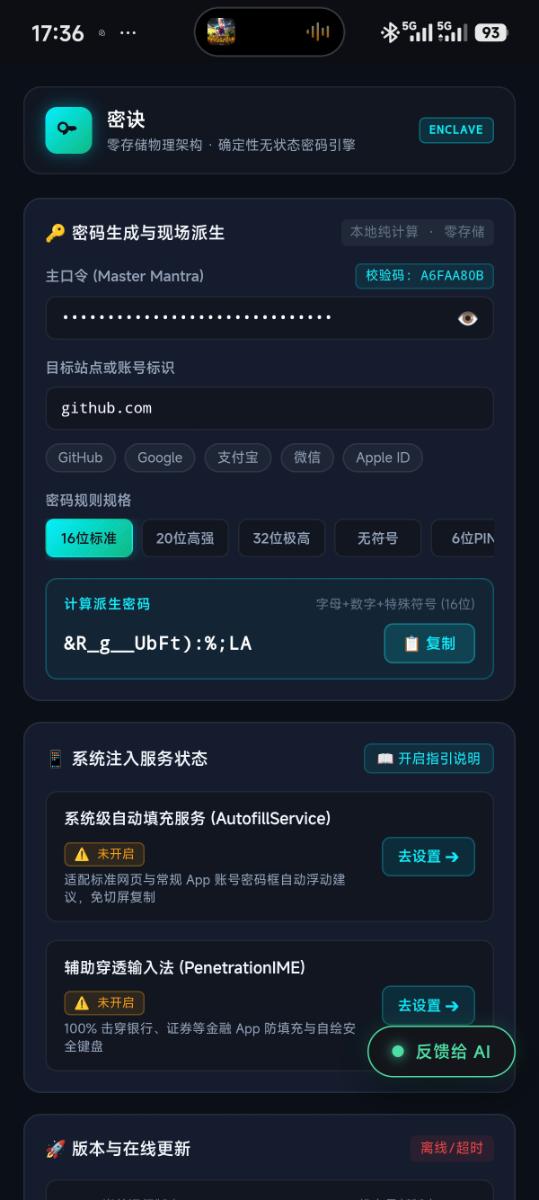 17:36
5G
5G
93
密诀
零存储物理架构 · 确定性无状态密码引擎
ENCLAVE
密码生成与现场派生
本地纯计算 · 零存储
主口令 (Master Mantra)
校验码: A6FAA80B
••••••••••••••••••••••••••••••
目标站点或账号标识
github.com
GitHub
Google
支付宝
微信
Apple ID
密码规则规格
16位标准
20位高强
32位极高
无符号
6位PIN
计算派生密码
字母+数字+特殊符号 (16位)
&R_g__UbFt):%;LA
复制
系统注入服务状态
开启指引说明
系统级自动填充服务 (AutofillService)
未开启
适配标准网页与常规 App 账号密码框自动浮动建
议，免切屏复制
去设置 →
辅助穿透输入法 (PenetrationIME)
未开启
100% 击穿银行、证券等金融 App 防填充与自绘安
全键盘
去设置 →
反馈给 AI
版本与在线更新
离线/超时